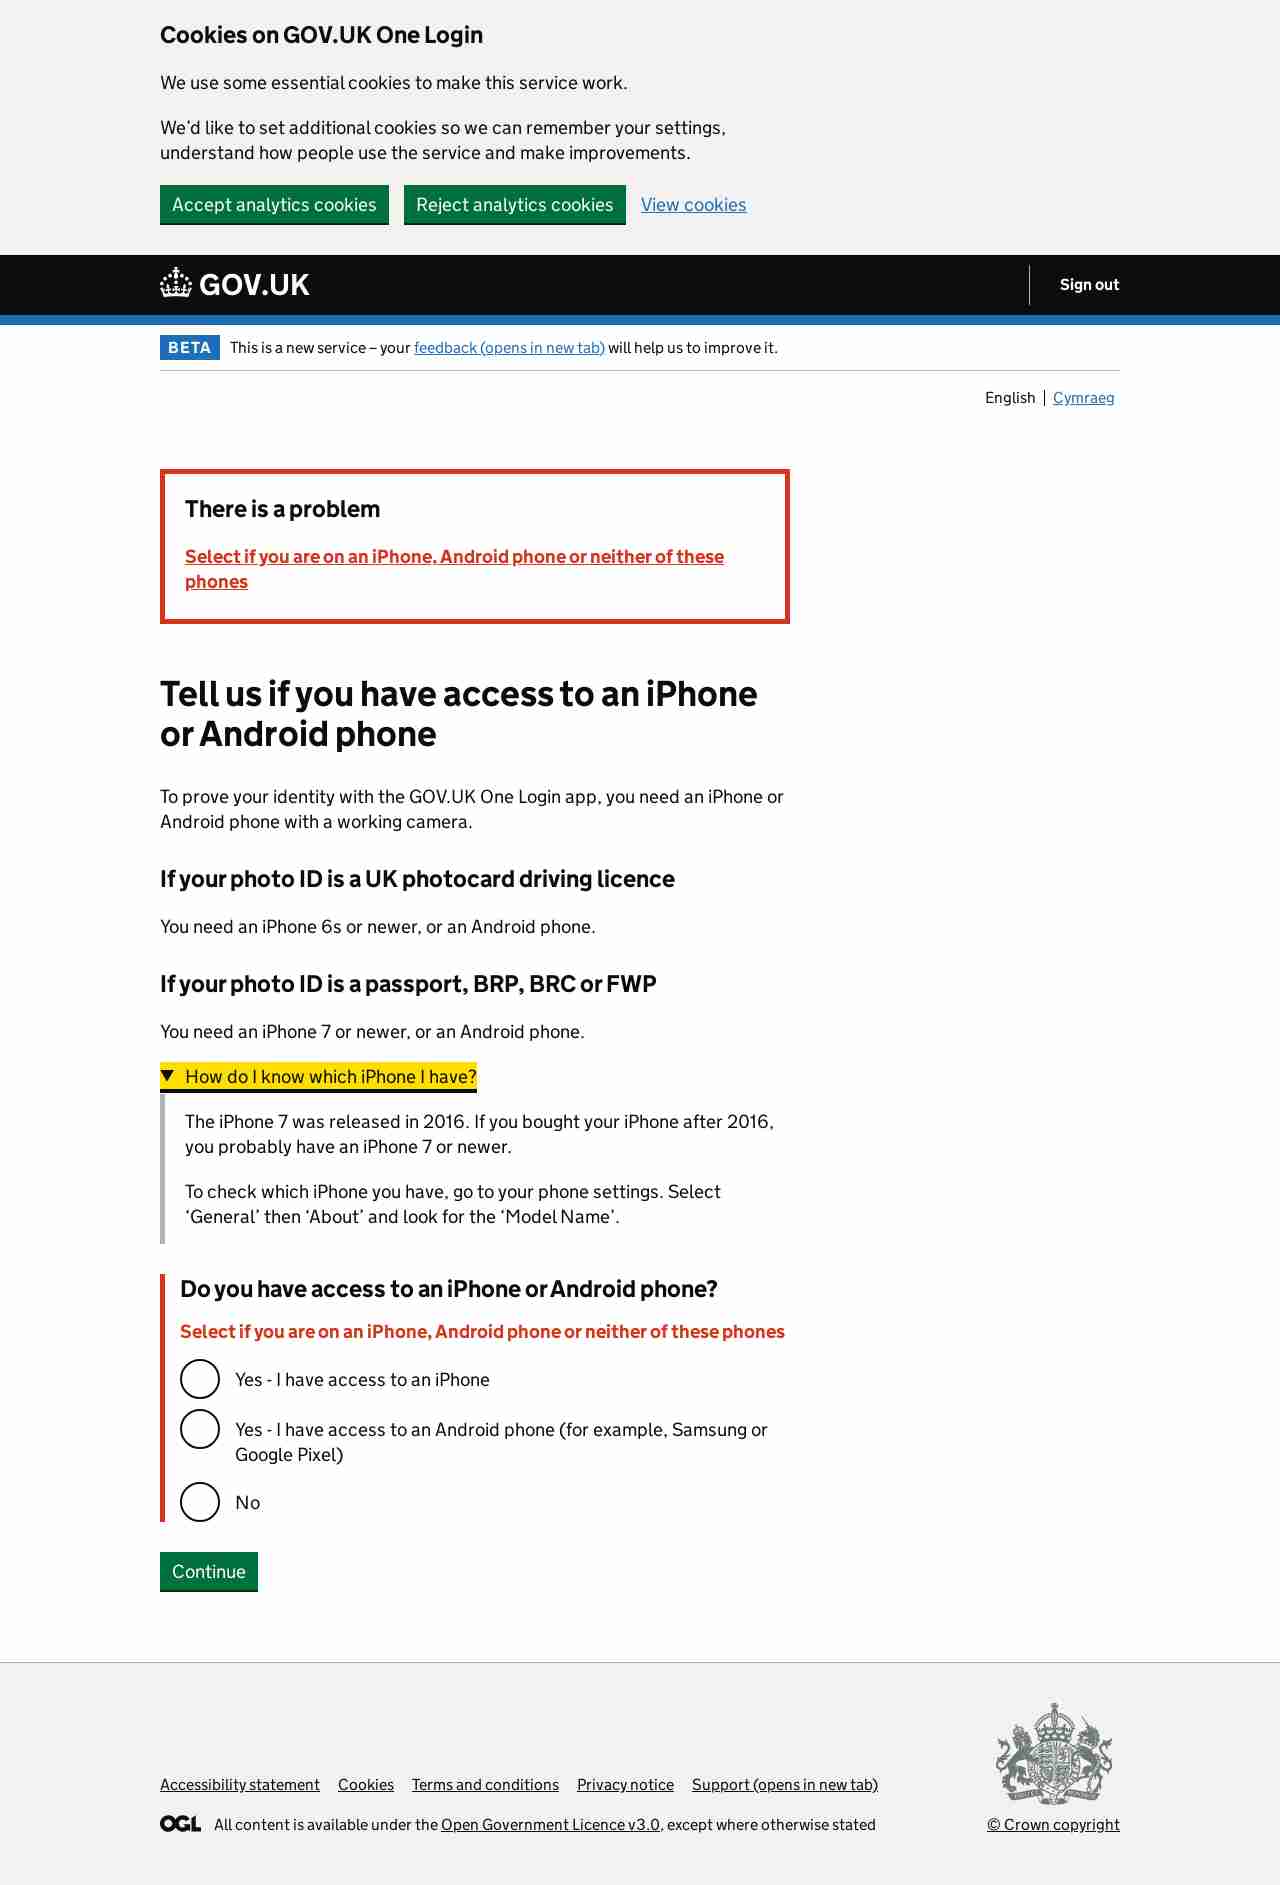 Cookies on GOV.UK One Login
We use some essential cookies to make this service work.
We’d like to set additional cookies so we can remember your settings,
understand how people use the service and make improvements.
Accept analytics cookies Reject analytics cookies View cookies
GOV.UK Sign out
BETA This is a new service – your feedback (opens in new tab) will help us to improve it.
English Cymraeg
There is a problem
Select if you are on an iPhone, Android phone or neither of these
phones
Tell us if you have access to an iPhone
or Android phone
To prove your identity with the GOV.UK One Login app, you need an iPhone or
Android phone with a working camera.
If your photo ID is a UK photocard driving licence
You need an iPhone 6s or newer, or an Android phone.
If your photo ID is a passport, BRP, BRC or FWP
You need an iPhone 7 or newer, or an Android phone.
How do I know which iPhone I have?
The iPhone 7 was released in 2016. If you bought your iPhone after 2016,
you probably have an iPhone 7 or newer.
To check which iPhone you have, go to your phone settings. Select
‘General’ then ‘About’ and look for the ‘Model Name’.
Do you have access to an iPhone or Android phone?
Select if you are on an iPhone, Android phone or neither of these phones
Yes - I have access to an iPhone
Yes - I have access to an Android phone (for example, Samsung or
Google Pixel)
No
Continue
Accessibility statement Cookies Terms and conditions Privacy notice Support (opens in new tab)
OGL All content is available under the Open Government Licence v3.0, except where otherwise stated
© Crown copyright